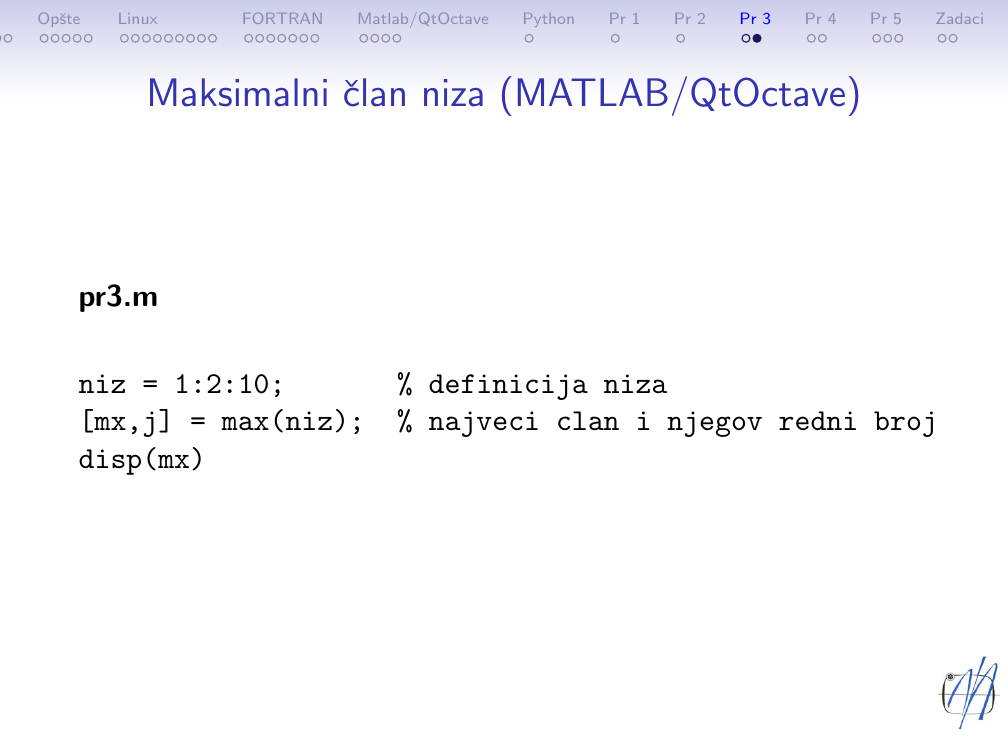 Opšte Linux FORTRAN Matlab/QtOctave Python Pr 1 Pr 2 Pr 3 Pr 4 Pr 5 Zadaci
Maksimalni član niza (MATLAB/QtOctave)
pr3.m
niz = 1:2:10;       % definicija niza
[mx,j] = max(niz);  % najveci clan i njegov redni broj
disp(mx)